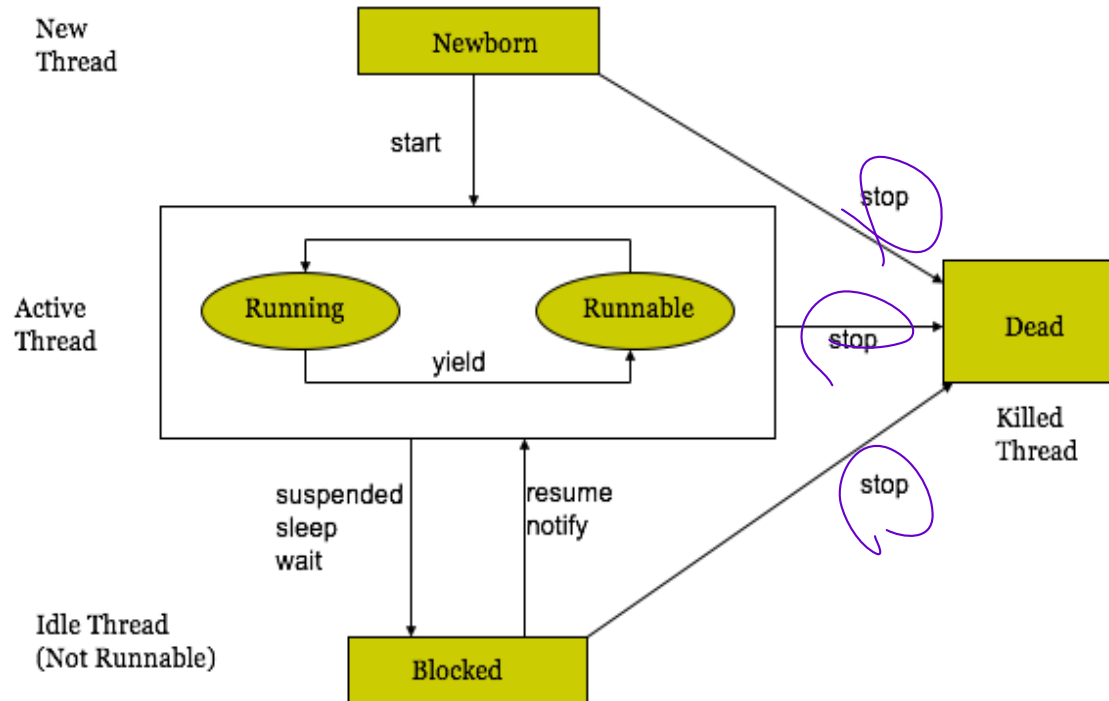 New
Thread
Newborn
start
stop
Active
Thread
Running
Runnable
yield
stop
Dead
Killed
Thread
suspended
sleep
wait
resume
notify
stop
Idle Thread
(Not Runnable)
Blocked